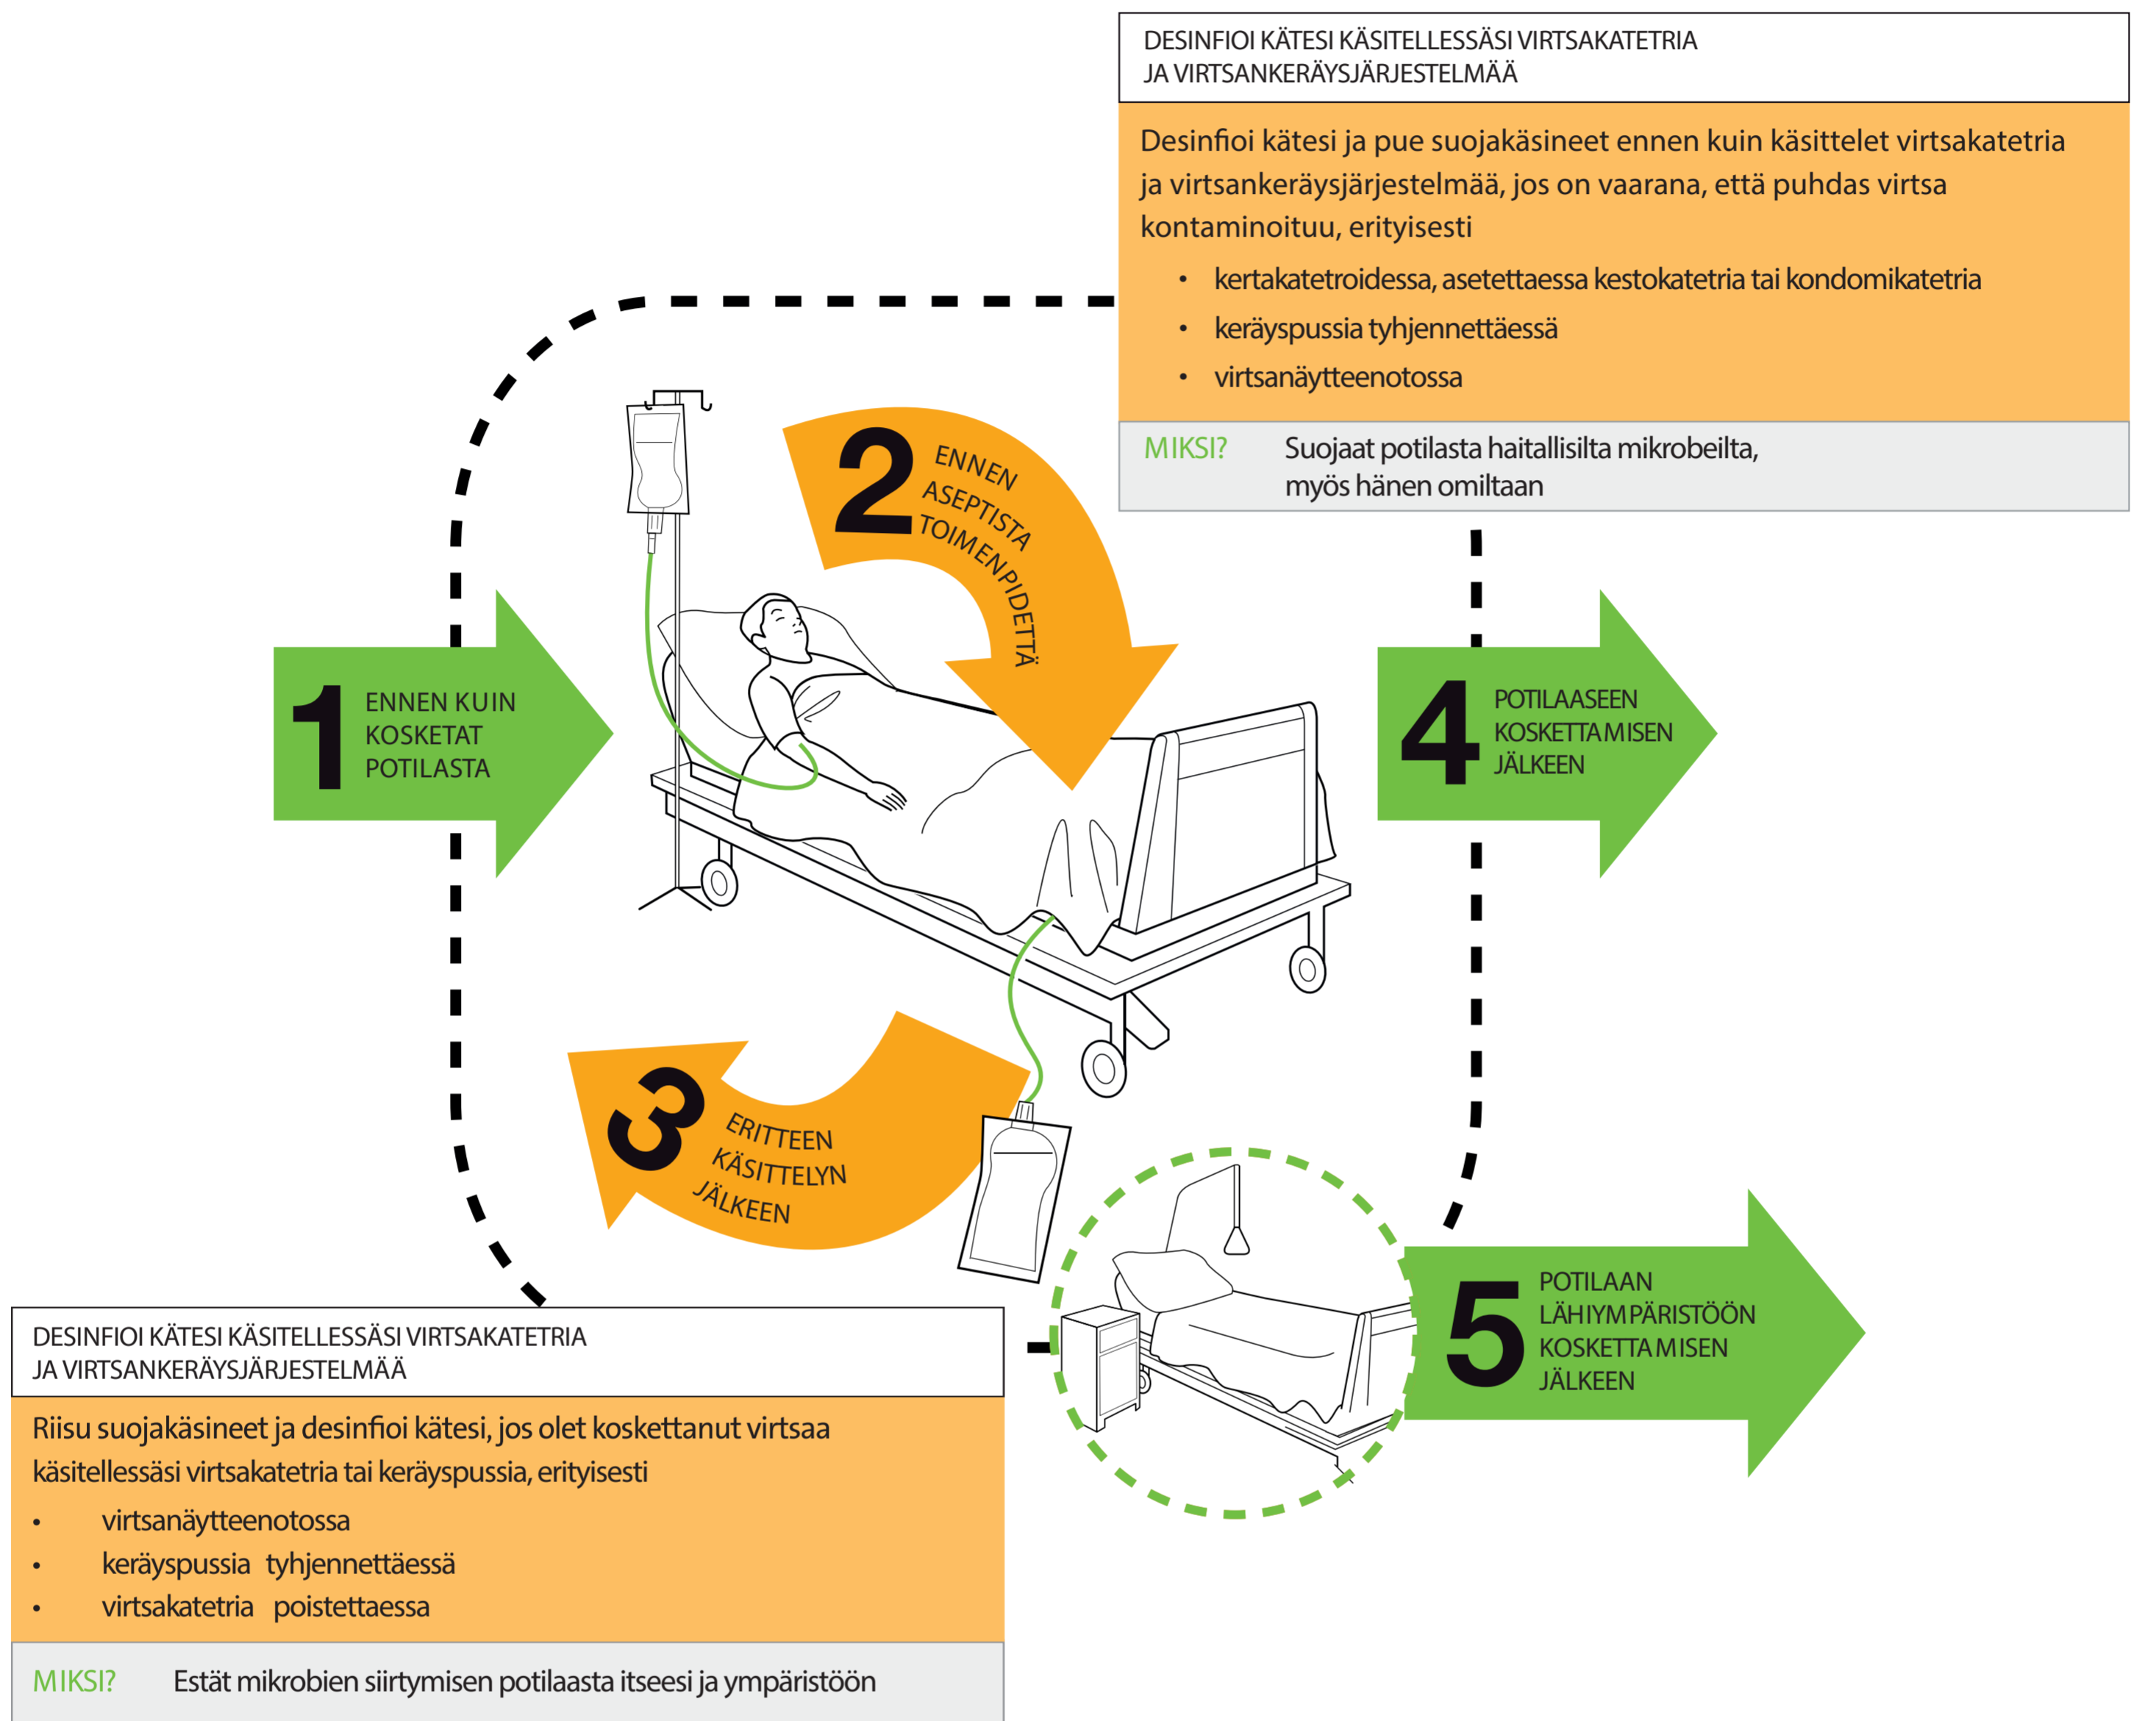 DESINFIOI KÄTESI KÄSITELLESSÄSI VIRTSAKATETRIA
JA VIRTSANKERÄYSJÄRJESTELMÄÄ
Desinfioi kätesi ja pue suojakäsineet ennen kuin käsittelet virtsakatetria
ja virtsankeräysjärjestelmää, jos on vaarana, että puhdas virtsa
kontaminoituu, erityisesti
• kertakatetroidessa, asetettaessa kestokatetria tai kondomikatetria
• keräyspussia tyhjennettäessä
• virtsanäytteenotossa
MIKSI? Suojaat potilasta haitallisilta mikrobeilta,
myös hänen omiltaan
1
ENNEN KUIN
KOSKETAT
POTILASTA
2
ENNEN
ASEPTISTA
TOIMENPIDETTÄ
3
ERITTEEN
KÄSITTELYN
JÄLKEEN
4
POTILAASEEN
KOSKETTAMISEN
JÄLKEEN
5
POTILAAN
LÄHIYMPÄRISTÖÖN
KOSKETTAMISEN
JÄLKEEN
DESINFIOI KÄTESI KÄSITELLESSÄSI VIRTSAKATETRIA
JA VIRTSANKERÄYSJÄRJESTELMÄÄ
Riisu suojakäsineet ja desinfioi kätesi, jos olet koskettanut virtsaa
käsitellessäsi virtsakatetria tai keräyspussia, erityisesti
• virtsanäytteenotossa
• keräyspussia tyhjennettäessä
• virtsakatetria poistettaessa
MIKSI? Estät mikrobien siirtymisen potilaasta itseesi ja ympäristöön